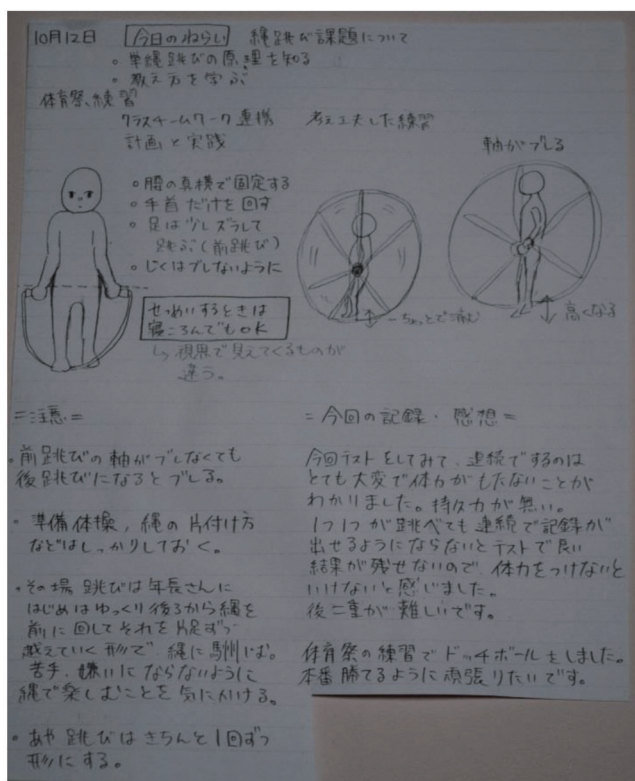 10月12日 今日のねらい 縄跳び課題について
・単縄跳びの原理を知る
・教え方を学ぶ
体育祭練習
クラスチームワーク連携 考え工夫した練習
計画と実践
・腰の真横で固定する
・手首だけを回す
・足は少しズラして
跳ぶ(前跳び)
・じくはブレないように
せつめいするときは
寝ころんでもOK
↳視界で見えてくるものが
違う。
軸がブレる
ちょっとで済む
高くなる
=注意=
・前跳びの軸がブレなくても
後跳びになるとブレる。
・準備体操,縄の片付け方
などはしっかりしておく。
・その場跳びは年長さんに
はじめはゆっくり後ろから縄を
前に回してそれを片足ずつ
越えていく形で、縄に馴れむ。
苦手、嫌いにならないように
縄で楽しむことを気に付ける。
・あや跳びはきちんと1回ずつ
形にする。
=今回の記録・感想=
今回テストをしてみて、連続でするのは
とても大変で体力がもたないことが
わかりました。持久力が無い。
1つ1つが跳べても連続で記録が
出せるようにならないとテストで良い
結果が残せないので、体力をつけないと
いけないと感じました。
後二重が難しいです。
体育祭の練習でドッチボールをしました。
本番勝てるように頑張りたいです。